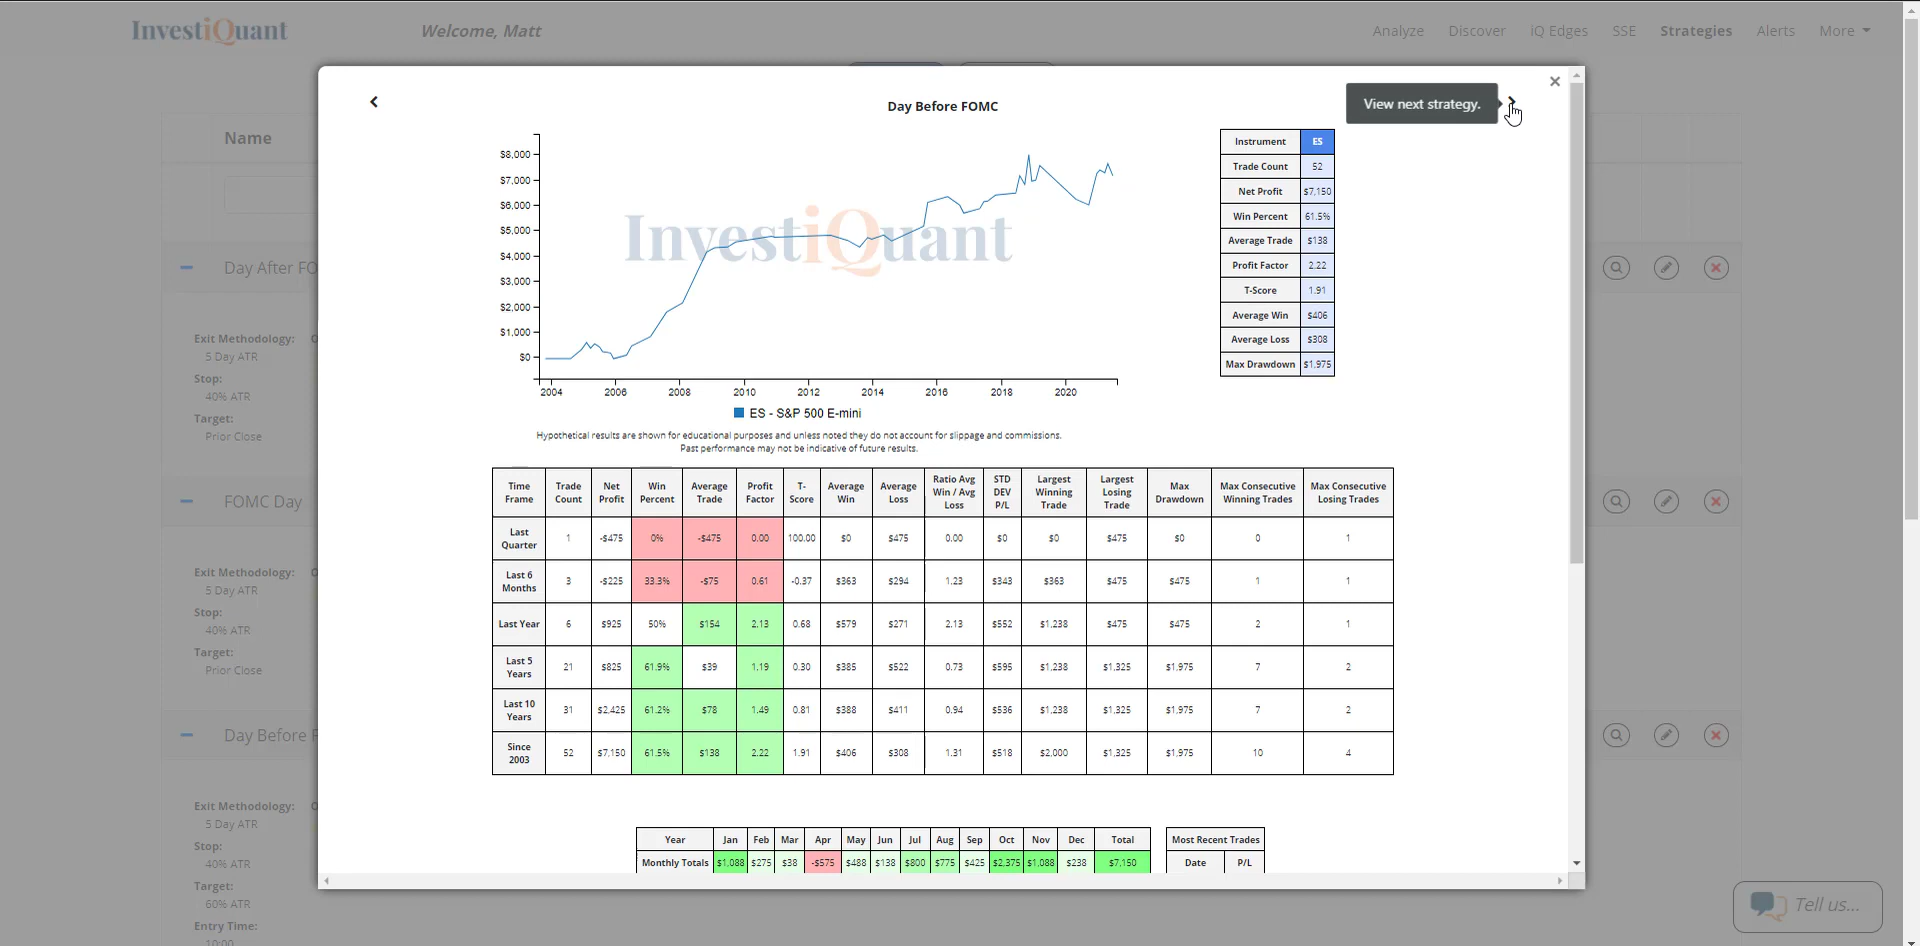 InvestiQuant
Welcome, Matt
Analyze Discover iQ Edges SSE Strategies Alerts More
Name
Day After FO
Exit Methodology:
5 Day ATR
Stop:
40% ATR
Target:
Prior Close
FOMC Day
Exit Methodology:
5 Day ATR
Stop:
40% ATR
Target:
Prior Close
Day Before F
Exit Methodology:
5 Day ATR
Stop:
40% ATR
Target:
60% ATR
Entry Time:
10:00
Day Before FOMC
View next strategy.
$8,000
$7,000
$6,000
$5,000
$4,000
$3,000
$2,000
$1,000
$0
InvestiQuant
2004 2006 2008 2010 2012 2014 2016 2018 2020
ES - S&P 500 E-mini
Hypothetical results are shown for educational purposes and unless noted they do not account for slippage and commissions.
Past performance may not be indicative of future results.
Instrument ES
Trade Count 52
Net Profit $7,150
Win Percent 61.5%
Average Trade $138
Profit Factor 2.22
T-Score 1.91
Average Win $406
Average Loss $308
Max Drawdown $1,975
Time Frame Trade Count Net Profit Win Percent Average Trade Profit Factor T-Score Average Win Average Loss Ratio Avg Win / Avg Loss STD DEV P/L Largest Winning Trade Largest Losing Trade Max Drawdown Max Consecutive Winning Trades Max Consecutive Losing Trades
Last Quarter 1 -$475 0% -$475 0.00 100.00 $0 $475 0.00 $0 $0 $475 $0 0 1
Last 6 Months 3 -$225 33.3% -$75 0.61 -0.37 $363 $294 1.23 $343 $363 $475 $475 1 1
Last Year 6 $925 50% $154 2.13 0.68 $579 $271 2.13 $552 $1,238 $475 $475 2 1
Last 5 Years 21 $825 61.9% $39 1.19 0.30 $385 $522 0.73 $595 $1,238 $1,325 $1,975 7 2
Last 10 Years 31 $2,425 61.2% $78 1.49 0.81 $388 $411 0.94 $536 $1,238 $1,325 $1,975 7 2
Since 2003 52 $7,150 61.5% $138 2.22 1.91 $406 $308 1.31 $518 $2,000 $1,325 $1,975 10 4
Year Jan Feb Mar Apr May Jun Jul Aug Sep Oct Nov Dec Total
Monthly Totals $1,088 $275 $38 -$575 $488 $138 $800 $775 $425 $2,375 $1,088 $238 $7,150
Most Recent Trades
Date P/L
Tell us...